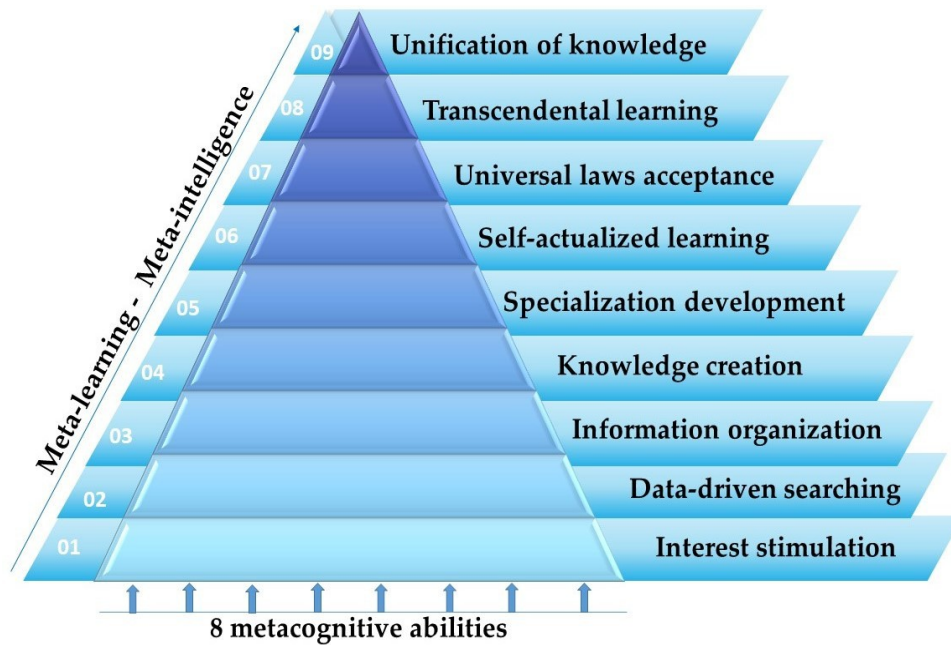 09 Unification of knowledge
08 Transcendental learning
07 Universal laws acceptance
06 Self-actualized learning
05 Specialization development
04 Knowledge creation
03 Information organization
02 Data-driven searching
01 Interest stimulation
Meta-learning - Meta-intelligence
8 metacognitive abilities